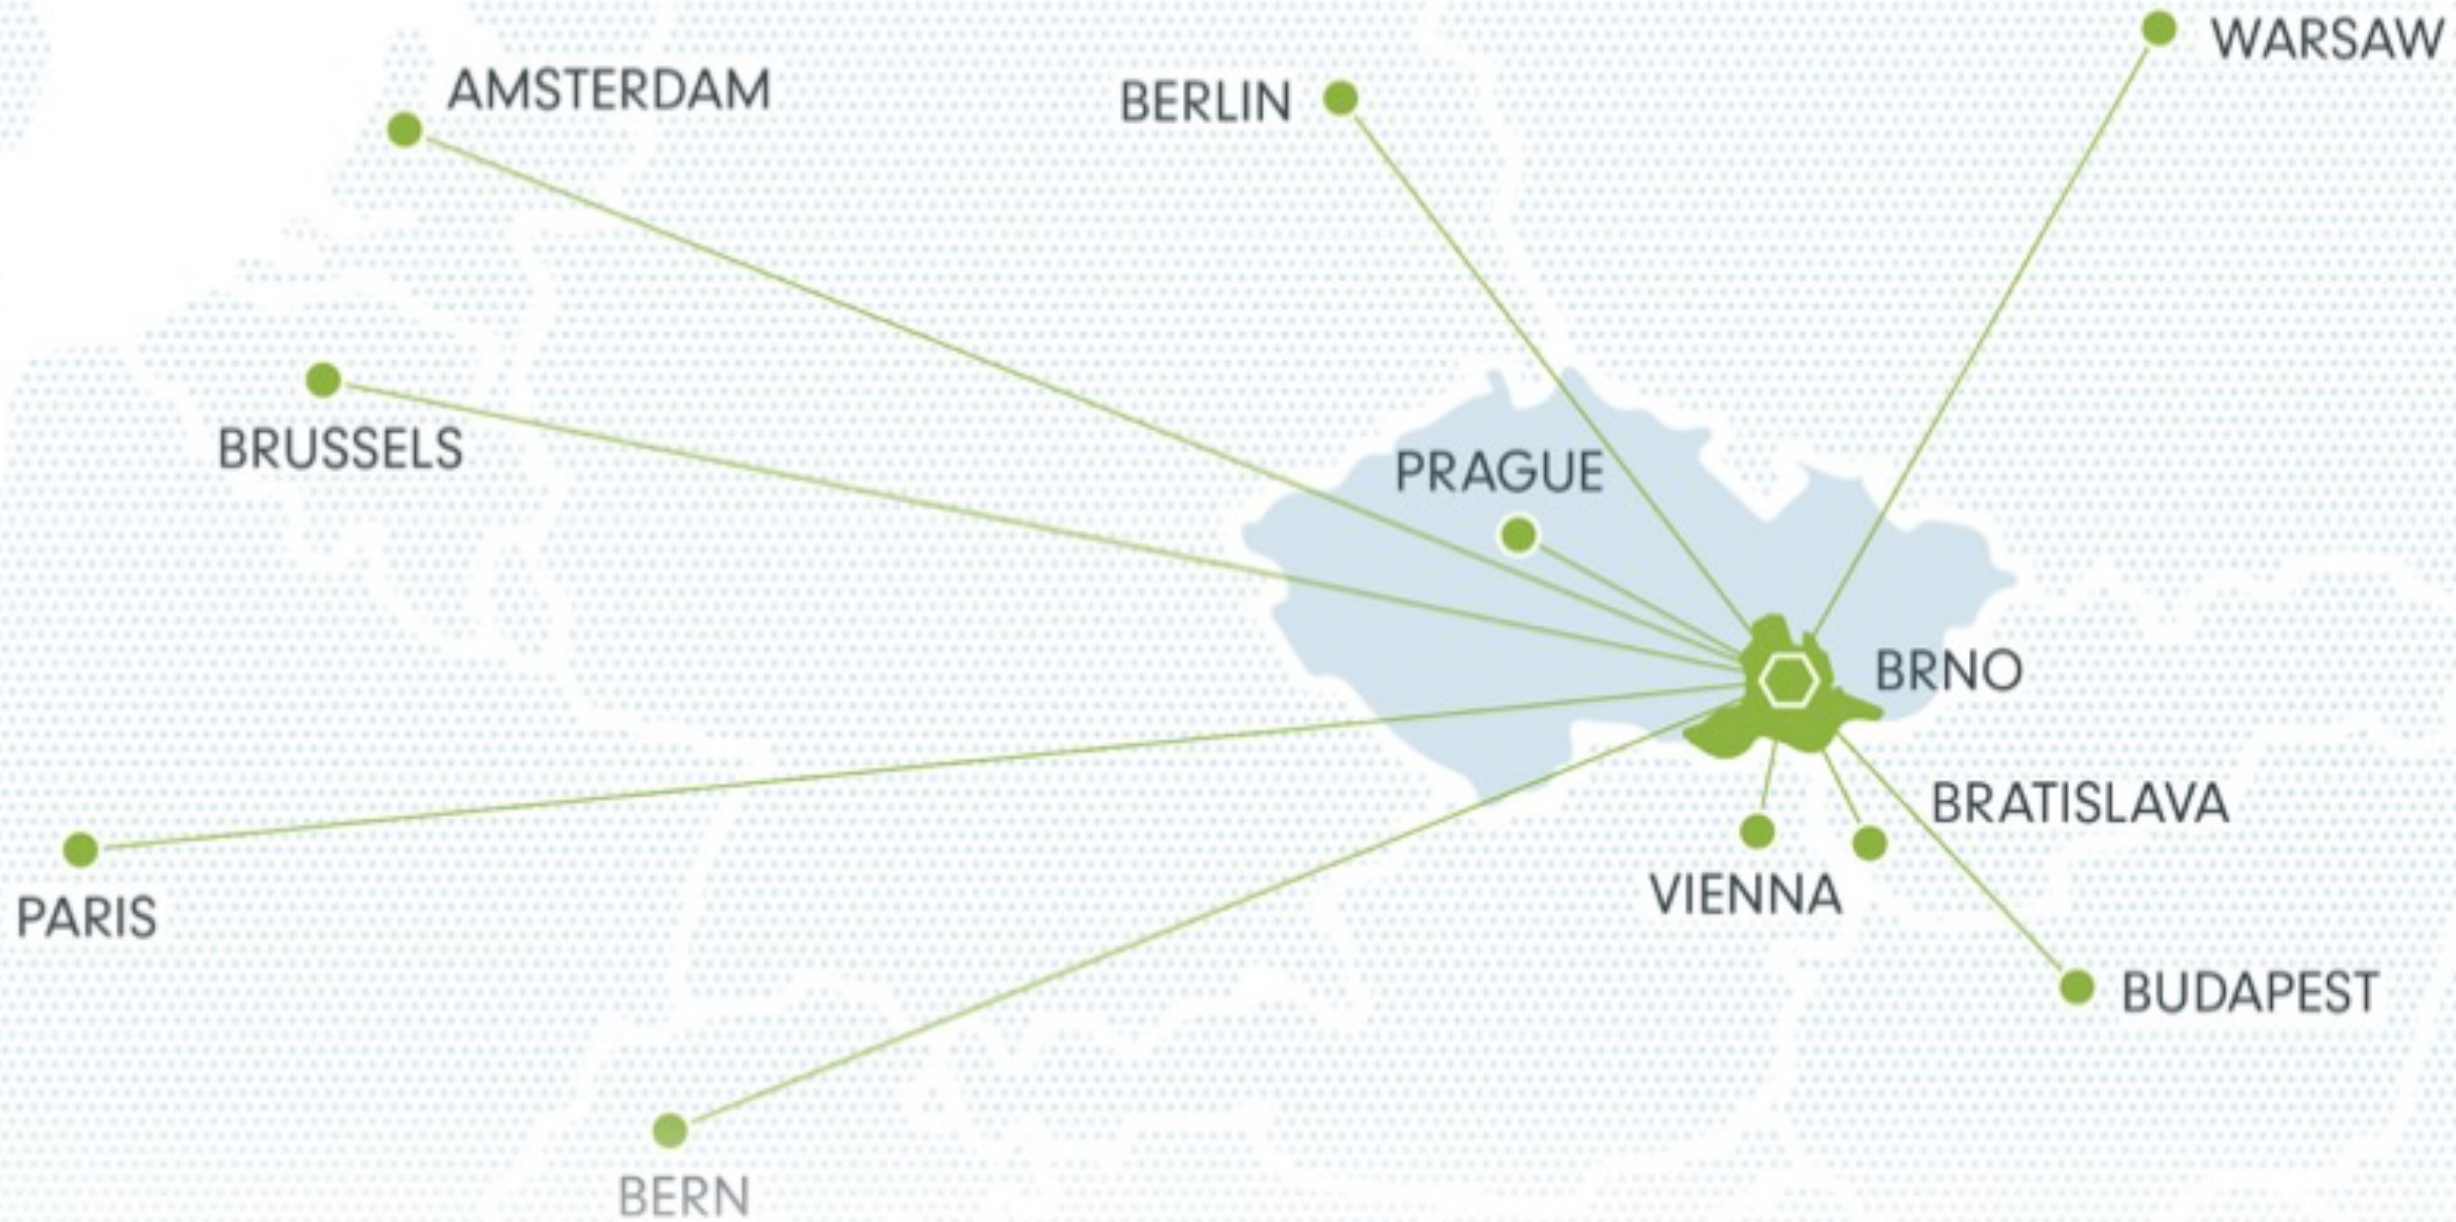 WARSAW
AMSTERDAM
BERLIN
BRUSSELS
PRAGUE
BRNO
BRATISLAVA
VIENNA
PARIS
BUDAPEST
BERN